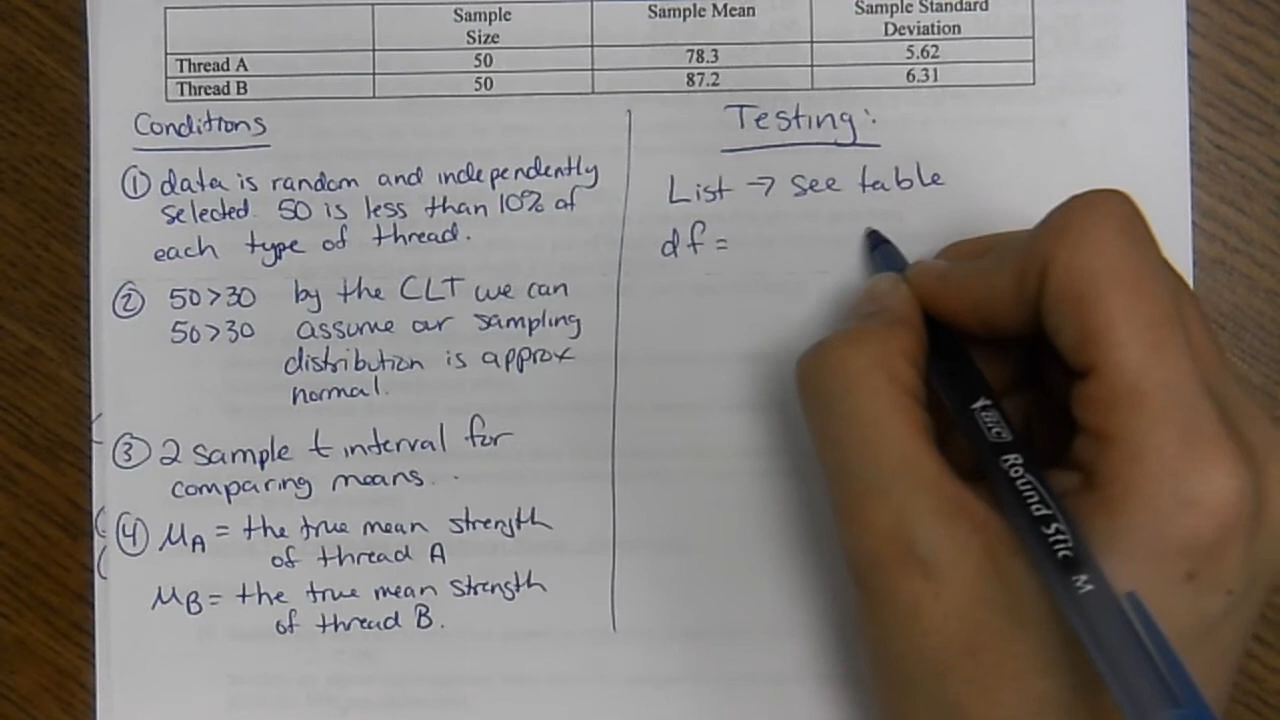 Sample Size
Sample Mean
Sample Standard Deviation
Thread A 50 78.3 5.62
Thread B 50 87.2 6.31
Conditions
① data is random and independently
selected. 50 is less than 10% of
each type of thread.
② 50>30 by the CLT we can
50>30 assume our sampling
distribution is approx
normal.
③ 2 sample t interval for
comparing means.
④ μA = the true mean strength
of thread A
μB = the true mean strength
of thread B.
Testing:
List → see table
df =
BIC Round Stic M